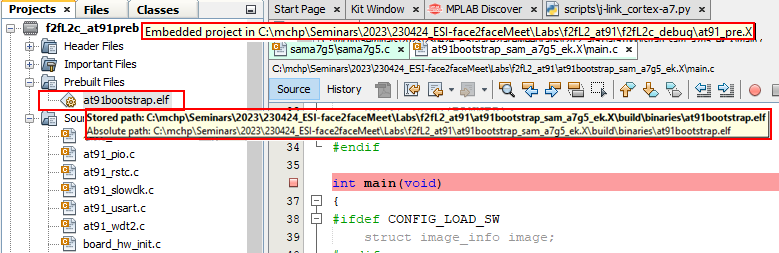 Projects
Files
Classes
Start Page
Kit Window
MPLAB Discover
scripts\j-link_cortex-a7.py
f2fL2c_at91preb
Embedded project in C:\mchp\Seminars\2023\230424_ESI-face2faceMeet\Labs\f2fL2_at91\f2fL2c_debug\at91_pre.X
Header Files
sama7g5\sama7g5.c
at91bootstrap_sam_a7g5_ek.X\main.c
Important Files
C:\mchp\Seminars\2023\230424_ESI-face2faceMeet\Labs\f2fL2_at91\at91bootstrap_sam_a7g5_ek.X\main.c
Prebuilt Files
Source
History
at91bootstrap.elf
Stored path: C:\mchp\Seminars\2023\230424_ESI-face2faceMeet\Labs\f2fL2_at91\at91bootstrap_sam_a7g5_ek.X\build\binaries\at91bootstrap.elf
Absolute path: C:\mchp\Seminars\2023\230424_ESI-face2faceMeet\Labs\f2fL2_at91\at91bootstrap_sam_a7g5_ek.X\build\binaries\at91bootstrap.elf
at91_pio.c
34 #endif
at91_rstc.c
35
at91_slowclk.c
int main(void)
at91_usart.c
37 {
at91_wdt2.c
38 #ifdef CONFIG_LOAD_SW
board_hw_init.c
39 struct image_info image;